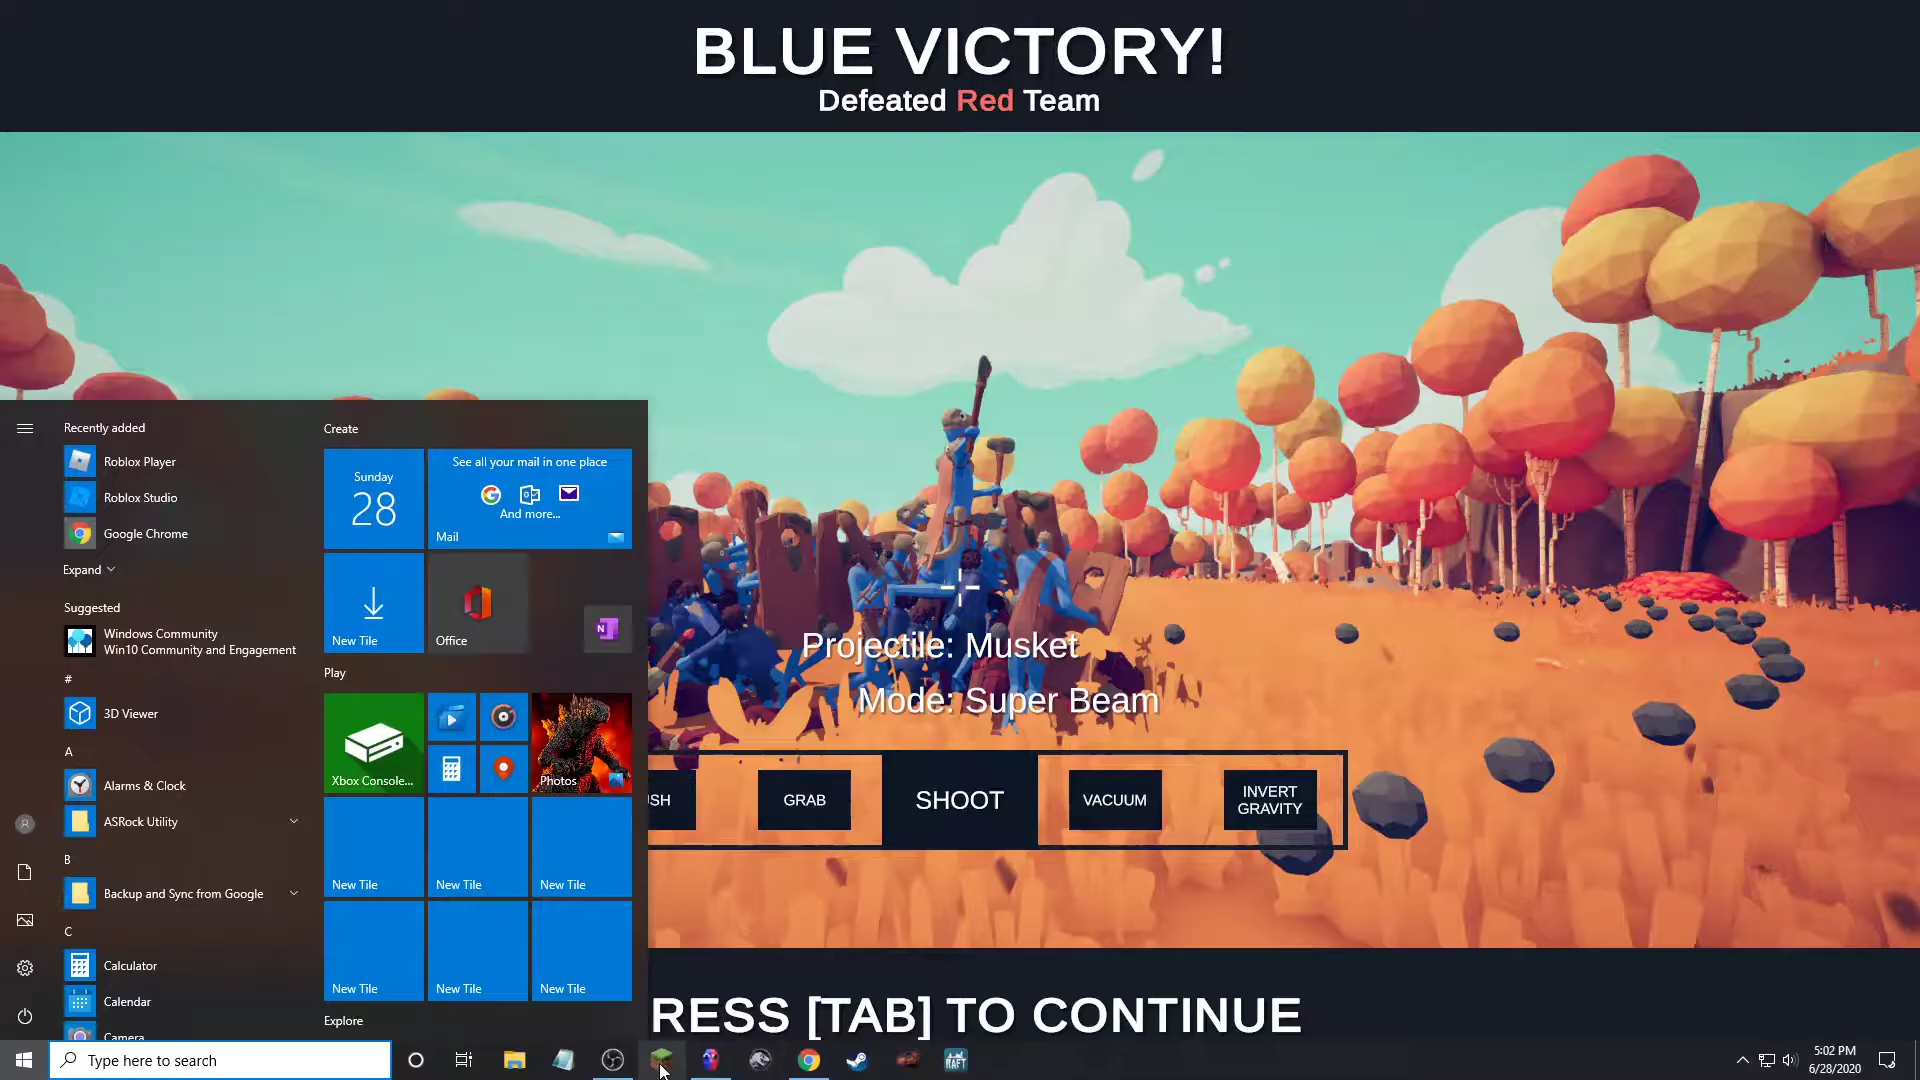 BLUE VICTORY!
Defeated Red Team
Recently added
Roblox Player
Roblox Studio
Google Chrome
Expand
Suggested
Windows Community
Win10 Community and Engagement
#
3D Viewer
A
Alarms & Clock
ASRock Utility
B
Backup and Sync from Google
C
Calculator
Calendar
Camera
Create
Sunday
28
See all your mail in one place
And more...
Mail
New Tile
Office
Play
Xbox Console...
Photos
New Tile
New Tile
New Tile
New Tile
New Tile
New Tile
Explore
Projectile: Musket
Mode: Super Beam
GRAB
SHOOT
VACUUM
INVERT
GRAVITY
RESS [TAB] TO CONTINUE
Type here to search
RAFT
5:02 PM
6/28/2020